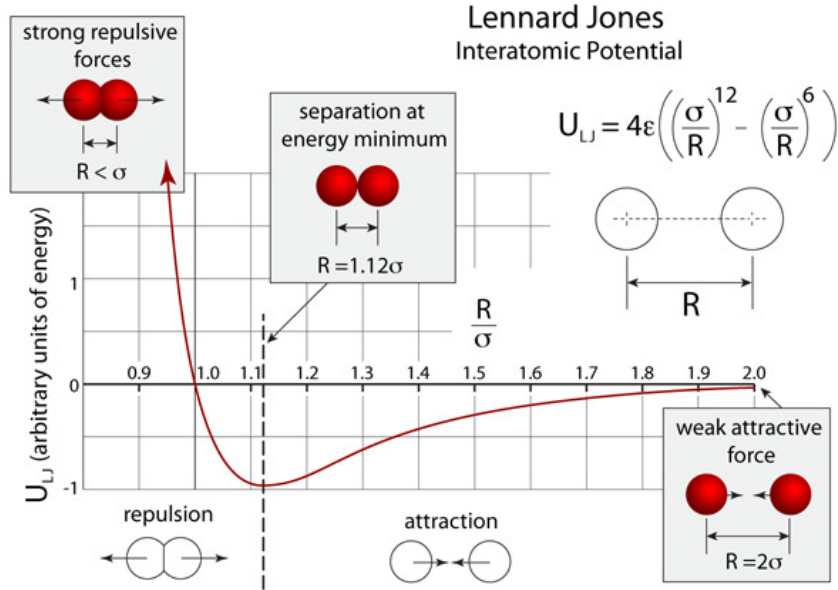 Lennard Jones
Interatomic Potential
strong repulsive
forces
R < σ
separation at
energy minimum
R =1.12σ
U_LJ = 4ε((σ/R)^12 − (σ/R)^6)
R
R/σ
U_LJ (arbitrary units of energy)
1
0
-1
0.9 1.0 1.1 1.2 1.3 1.4 1.5 1.6 1.7 1.8 1.9 2.0
weak attractive
force
R =2σ
repulsion
attraction